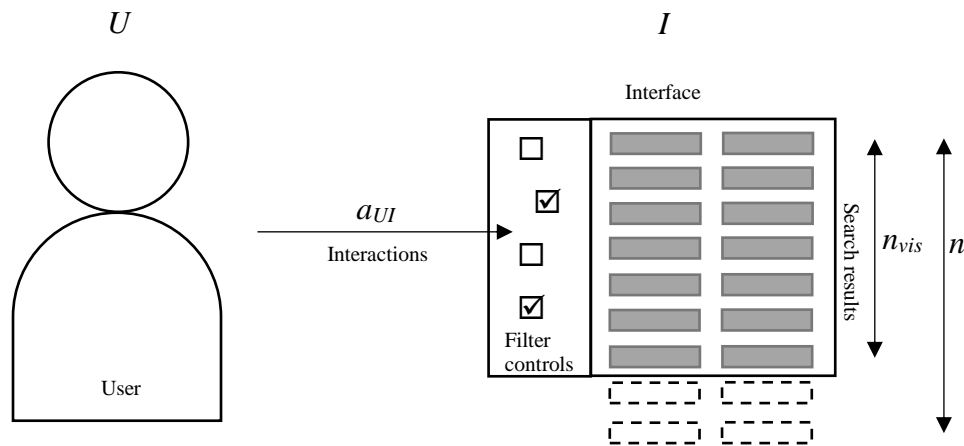 U
I
Interface
a_UI
Interactions
Search results
n_vis
n
Filter
controls
User